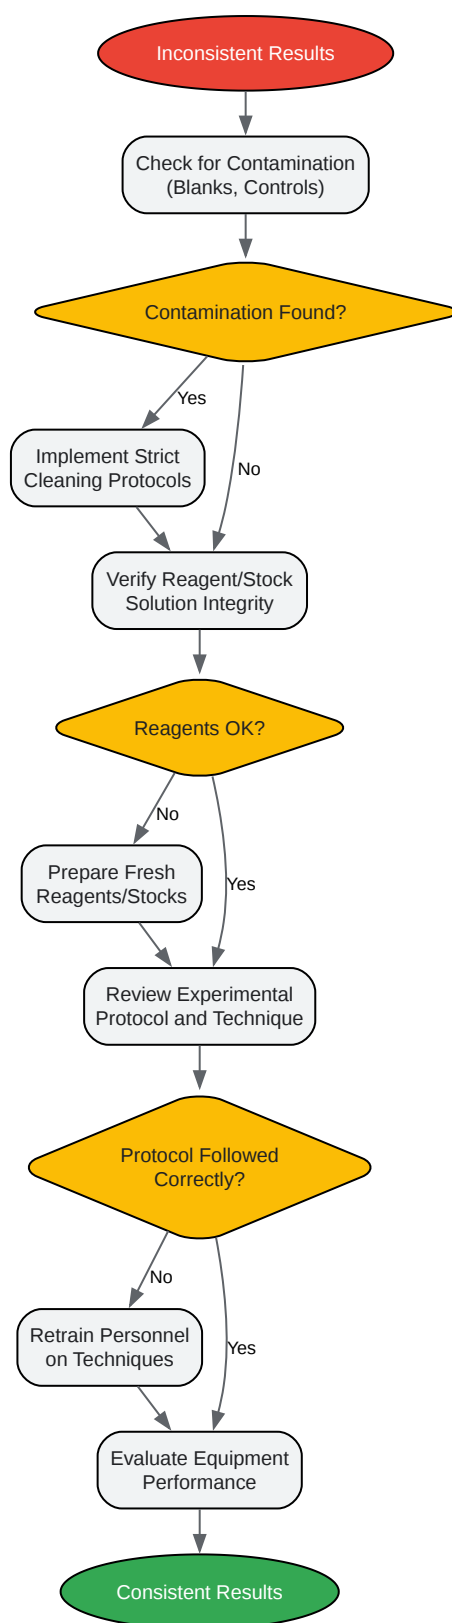 Inconsistent Results
Check for Contamination
(Blanks, Controls)
Contamination Found?
Yes
Implement Strict
Cleaning Protocols
No
Verify Reagent/Stock
Solution Integrity
Reagents OK?
No
Prepare Fresh
Reagents/Stocks
Yes
Review Experimental
Protocol and Technique
Protocol Followed
Correctly?
No
Retrain Personnel
on Techniques
Yes
Evaluate Equipment
Performance
Consistent Results